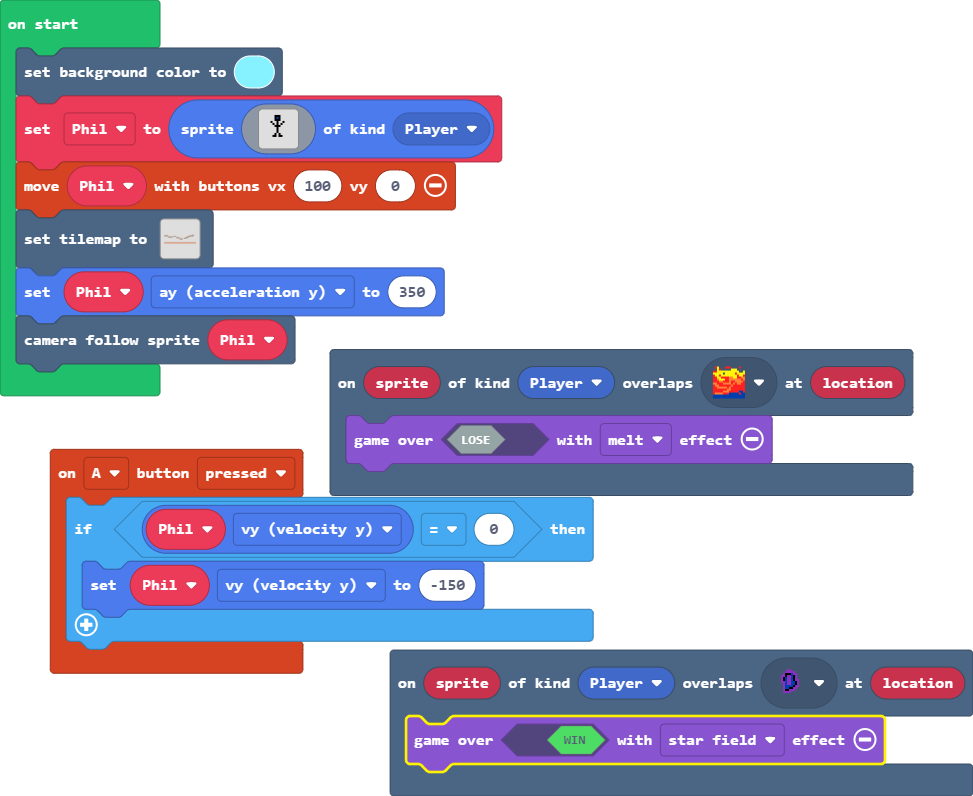 on start
set background color to
set Phil to sprite of kind Player
move Phil with buttons vx 100 vy 0
set tilemap to
set Phil ay (acceleration y) to 350
camera follow sprite Phil
on sprite of kind Player overlaps at location
game over LOSE with melt effect
on A button pressed
if Phil vy (velocity y) = 0 then
set Phil vy (velocity y) to -150
on sprite of kind Player overlaps at location
game over WIN with star field effect